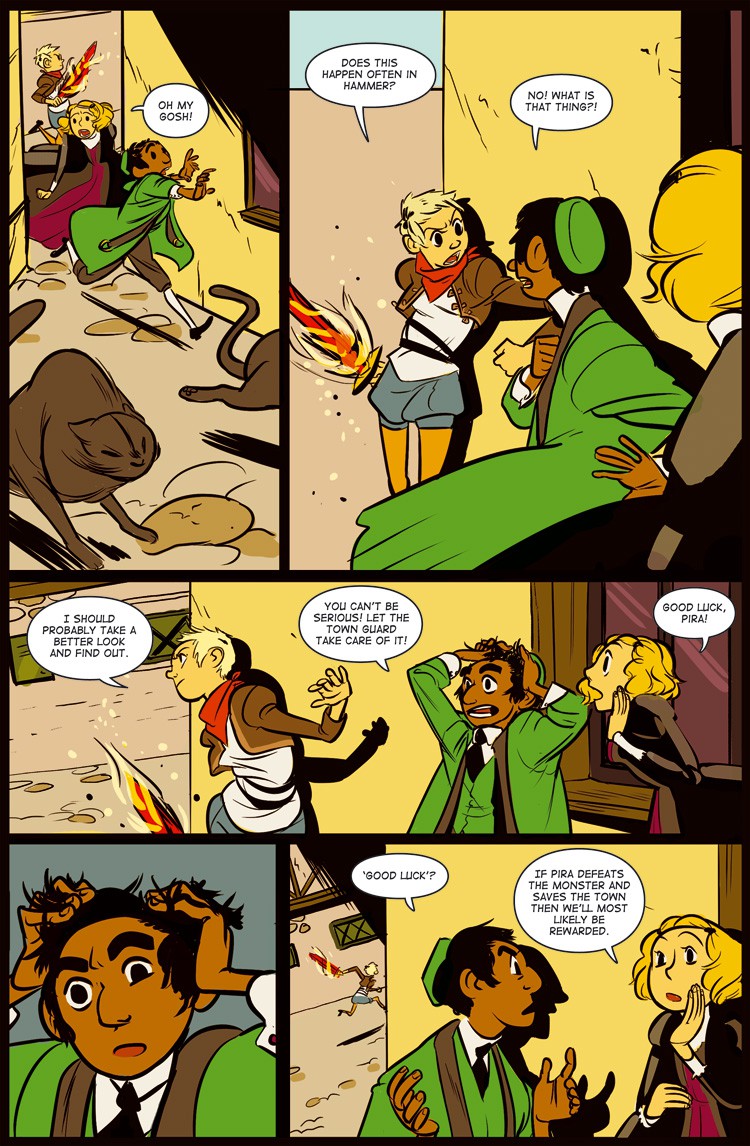 OH MY
GOSH!
DOES THIS
HAPPEN OFTEN IN
HAMMER?
NO! WHAT IS
THAT THING?!
I SHOULD
PROBABLY TAKE A
BETTER LOOK
AND FIND OUT.
YOU CAN'T BE
SERIOUS! LET THE
TOWN GUARD
TAKE CARE OF IT!
GOOD LUCK,
PIRA!
'GOOD LUCK'?
IF PIRA DEFEATS
THE MONSTER AND
SAVES THE TOWN
THEN WE'LL MOST
LIKELY BE
REWARDED.